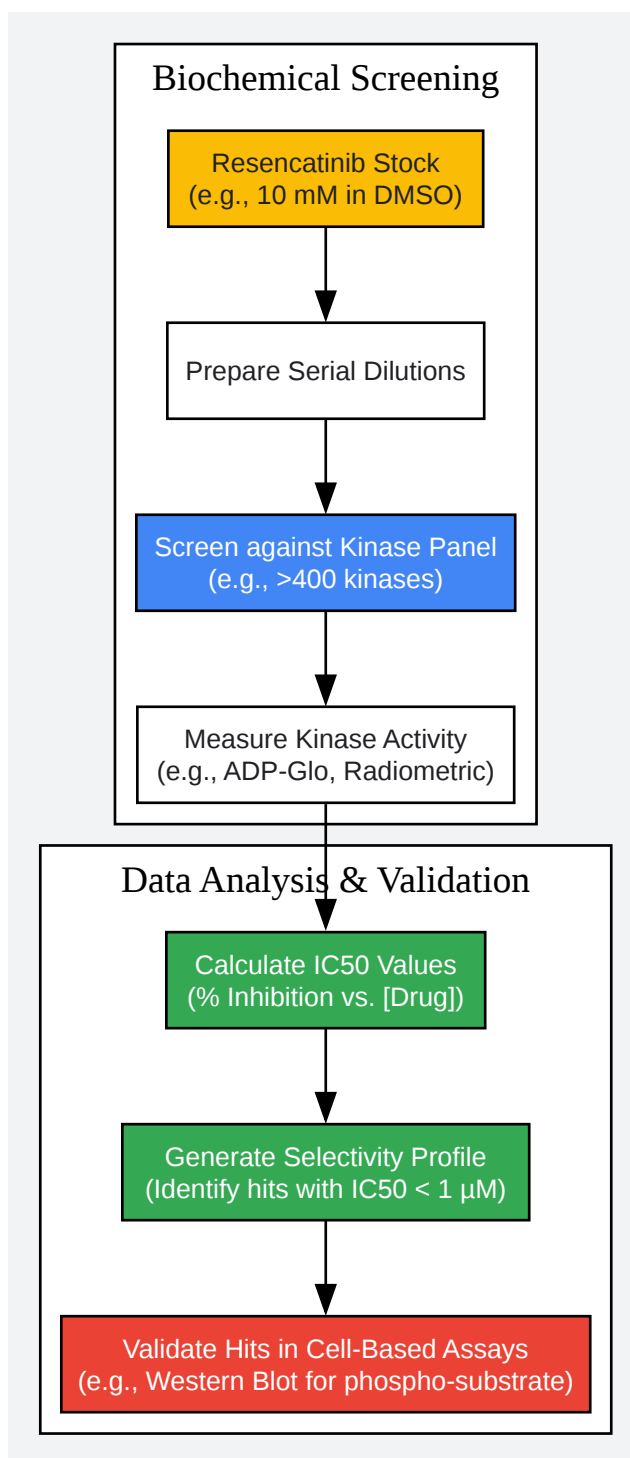 Biochemical Screening
Resencatinib Stock
(e.g., 10 mM in DMSO)
Prepare Serial Dilutions
Screen against Kinase Panel
(e.g., >400 kinases)
Measure Kinase Activity
(e.g., ADP-Glo, Radiometric)
Data Analysis & Validation
Calculate IC50 Values
(% Inhibition vs. [Drug])
Generate Selectivity Profile
(Identify hits with IC50 < 1 µM)
Validate Hits in Cell-Based Assays
(e.g., Western Blot for phospho-substrate)